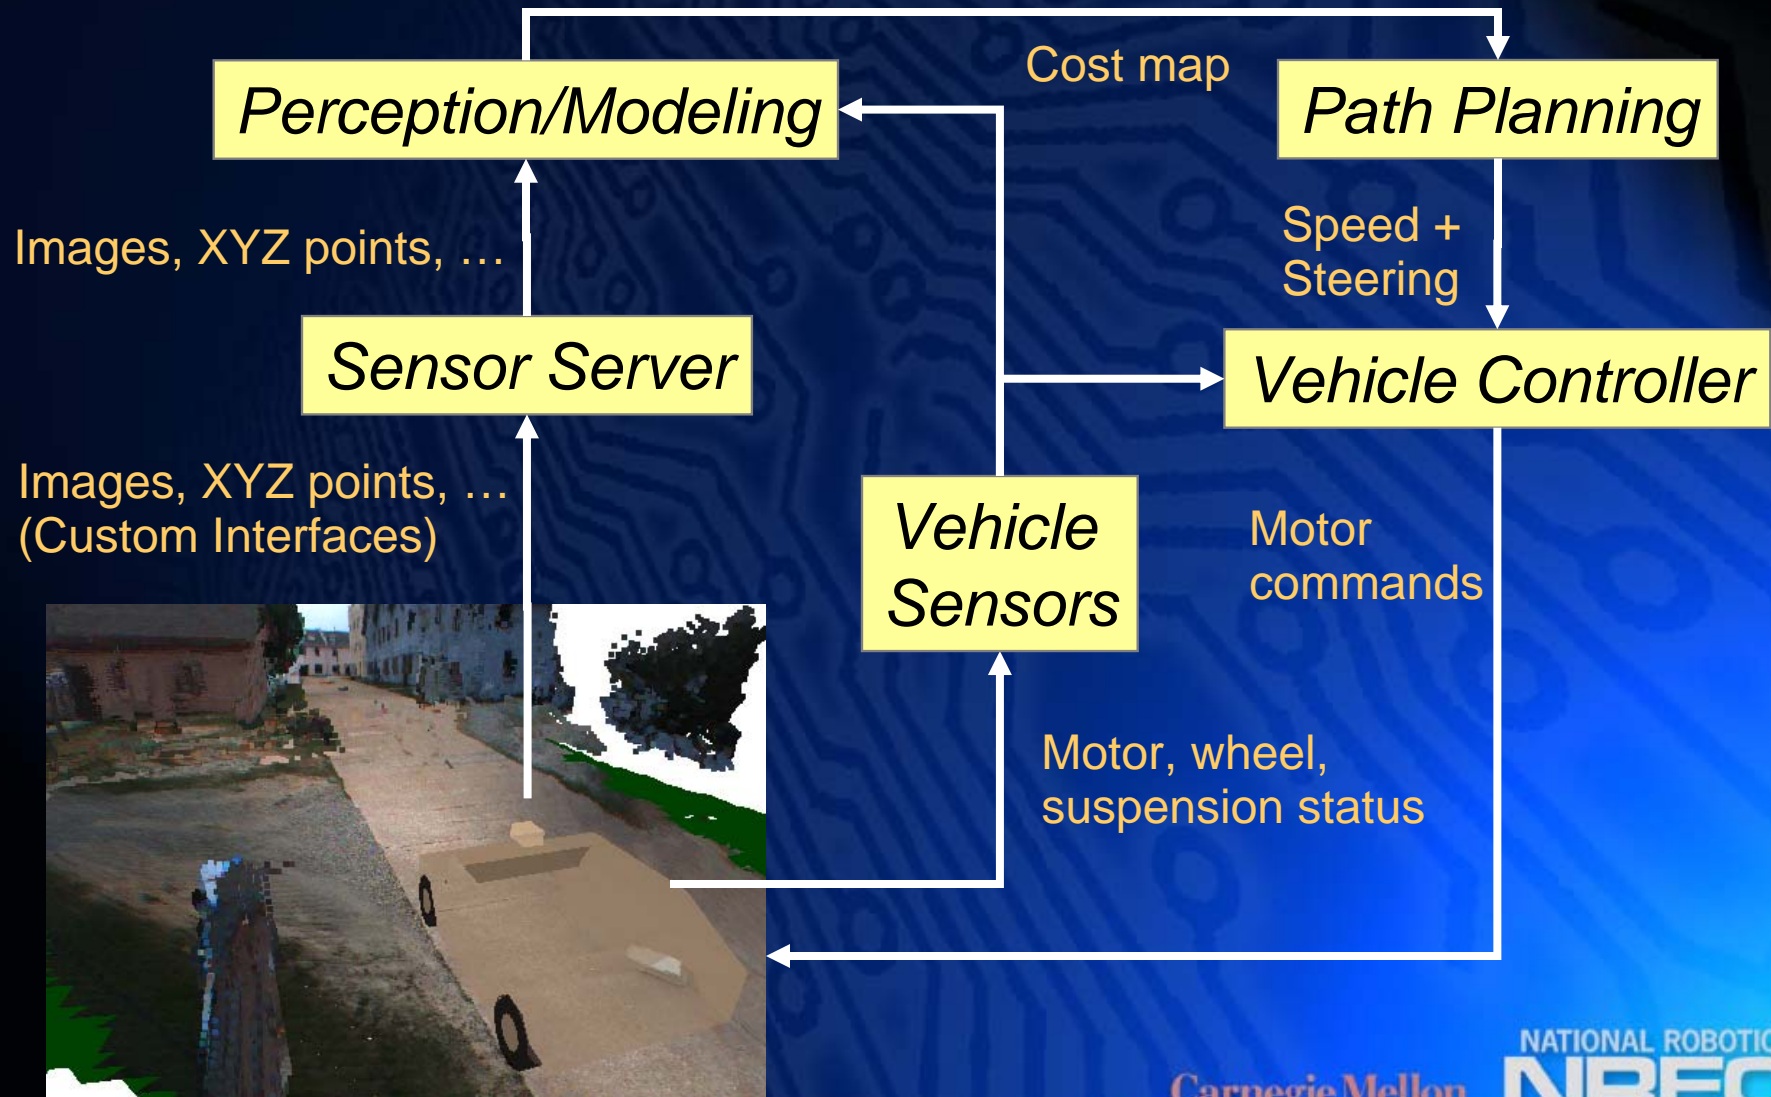 Cost map
Perception/Modeling
Path Planning
Images, XYZ points, …
Speed +
Steering
Sensor Server
Vehicle Controller
Images, XYZ points, …
(Custom Interfaces)
Vehicle
Sensors
Motor
commands
Motor, wheel,
suspension status
NATIONAL ROBOTIC
Carnegie Mellon
NREC